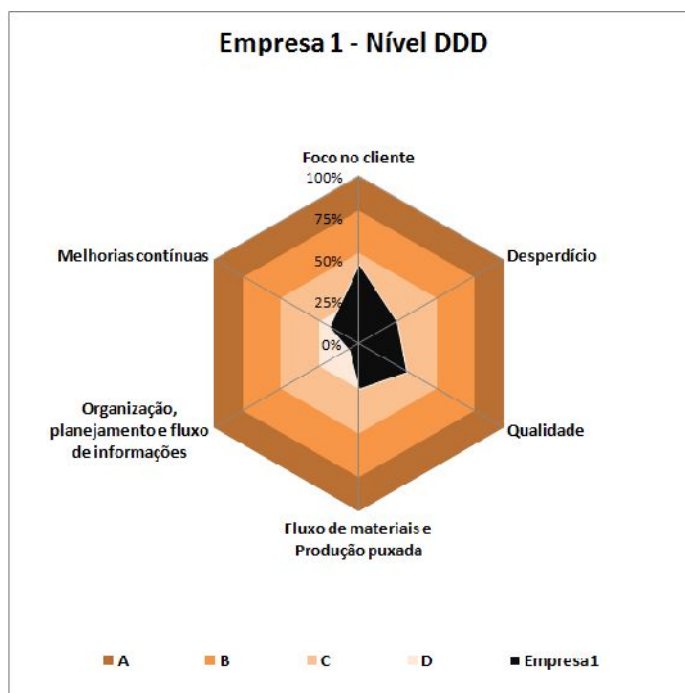 Empresa 1 - Nível DDD
Foco no cliente
100%
75%
50%
25%
0%
Melhorias contínuas
Desperdício
Organização,
planejamento e fluxo
de informações
Qualidade
Fluxo de materiais e
Produção puxada
A
B
C
D
Empresa1